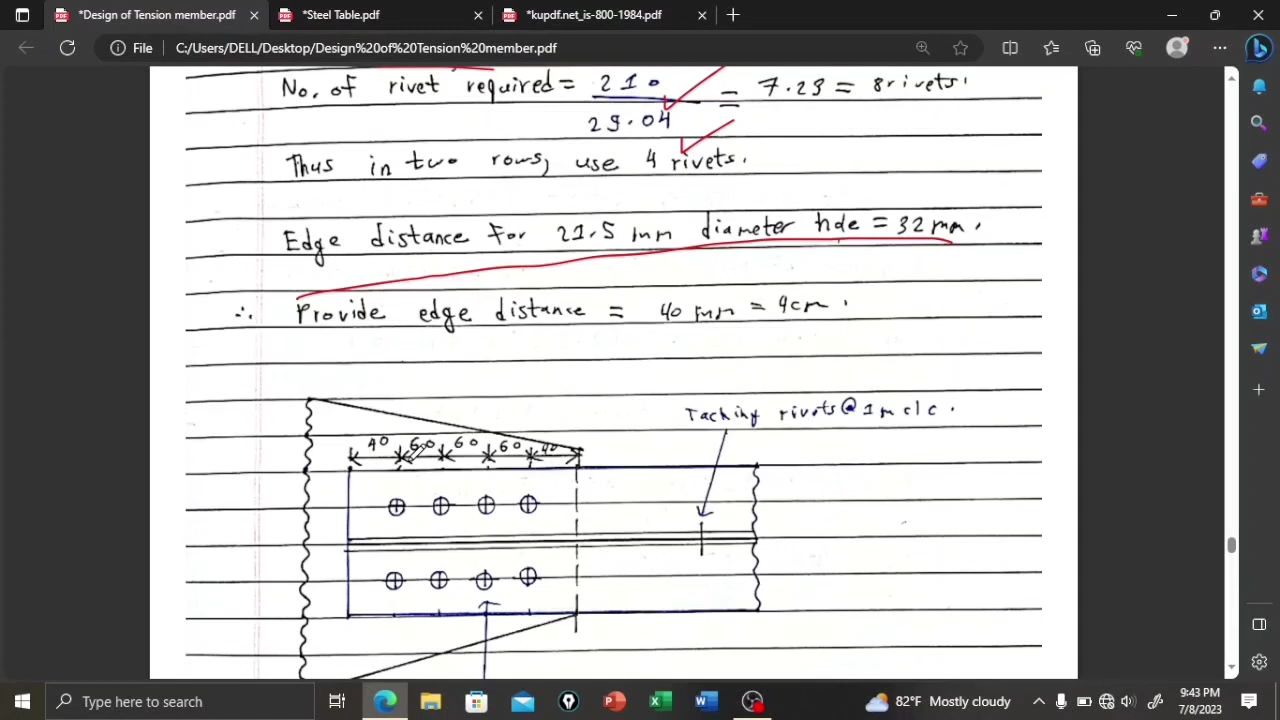 *Design of Tension member.pdf
*Steel Table.pdf
*kupdf.net_is-800-1984.pdf
File
C:/Users/DELL/Desktop/Design%20of%20Tension%20member.pdf
No. of rivet required = 210 / 29.04 = 7.23 = 8 rivets.
Thus in two rows, use 4 rivets.
Edge distance For 21.5 mm diameter hole = 32 mm.
∴ Provide edge distance = 40 mm = 4cm.
Tacking rivets@ 1m c/c.
40 60 60 60 40
Type here to search
82°F Mostly cloudy
9:43 PM
7/8/2023